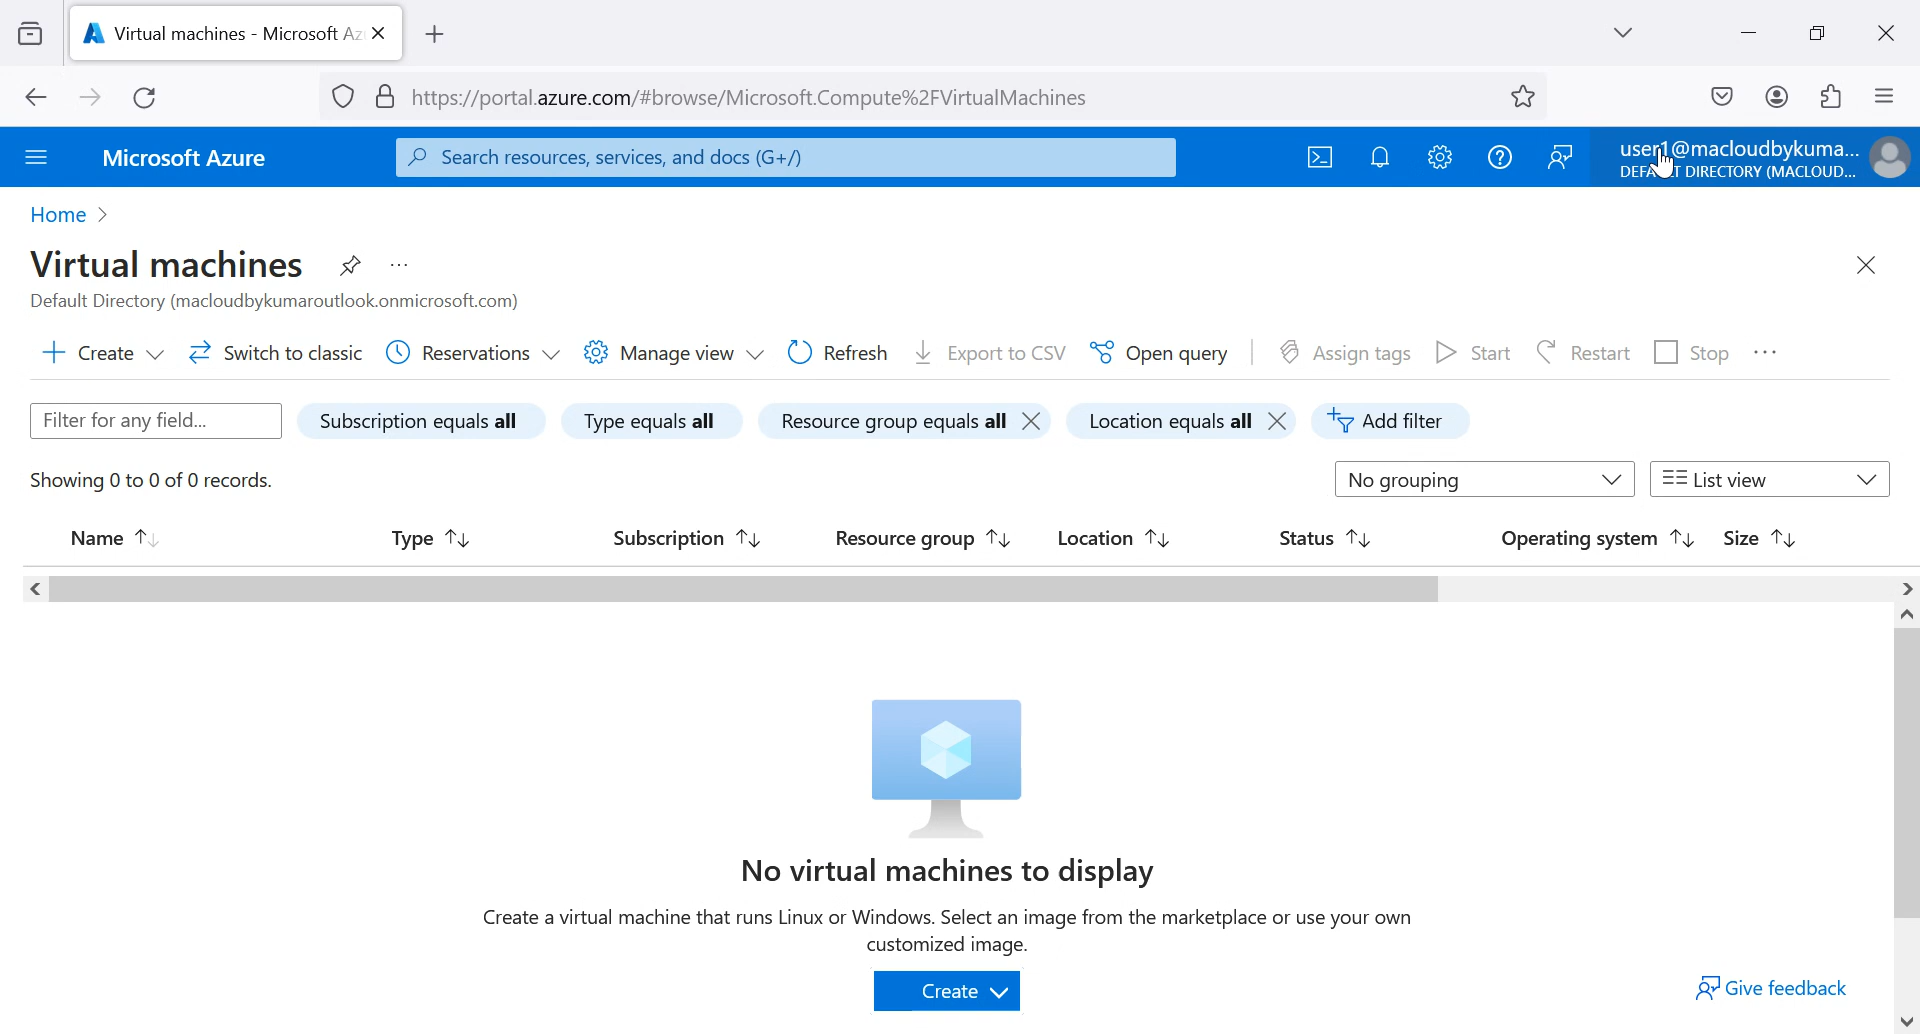 Virtual machines - Microsoft Az
https://portal.azure.com/#browse/Microsoft.Compute%2FVirtualMachines
Microsoft Azure
Search resources, services, and docs (G+/)
user1@macloudbykuma...
DIRECTORY (MACLOUD...
Home
Virtual machines
Default Directory (macloudbykumaroutlook.onmicrosoft.com)
Create Switch to classic Reservations Manage view Refresh Export to CSV Open query Assign tags Start Restart Stop
Filter for any field... Subscription equals all Type equals all Resource group equals all Location equals all Add filter
Showing 0 to 0 of 0 records. No grouping List view
Name Type Subscription Resource group Location Status Operating system Size
No virtual machines to display
Create a virtual machine that runs Linux or Windows. Select an image from the marketplace or use your own
customized image.
Create
Give feedback